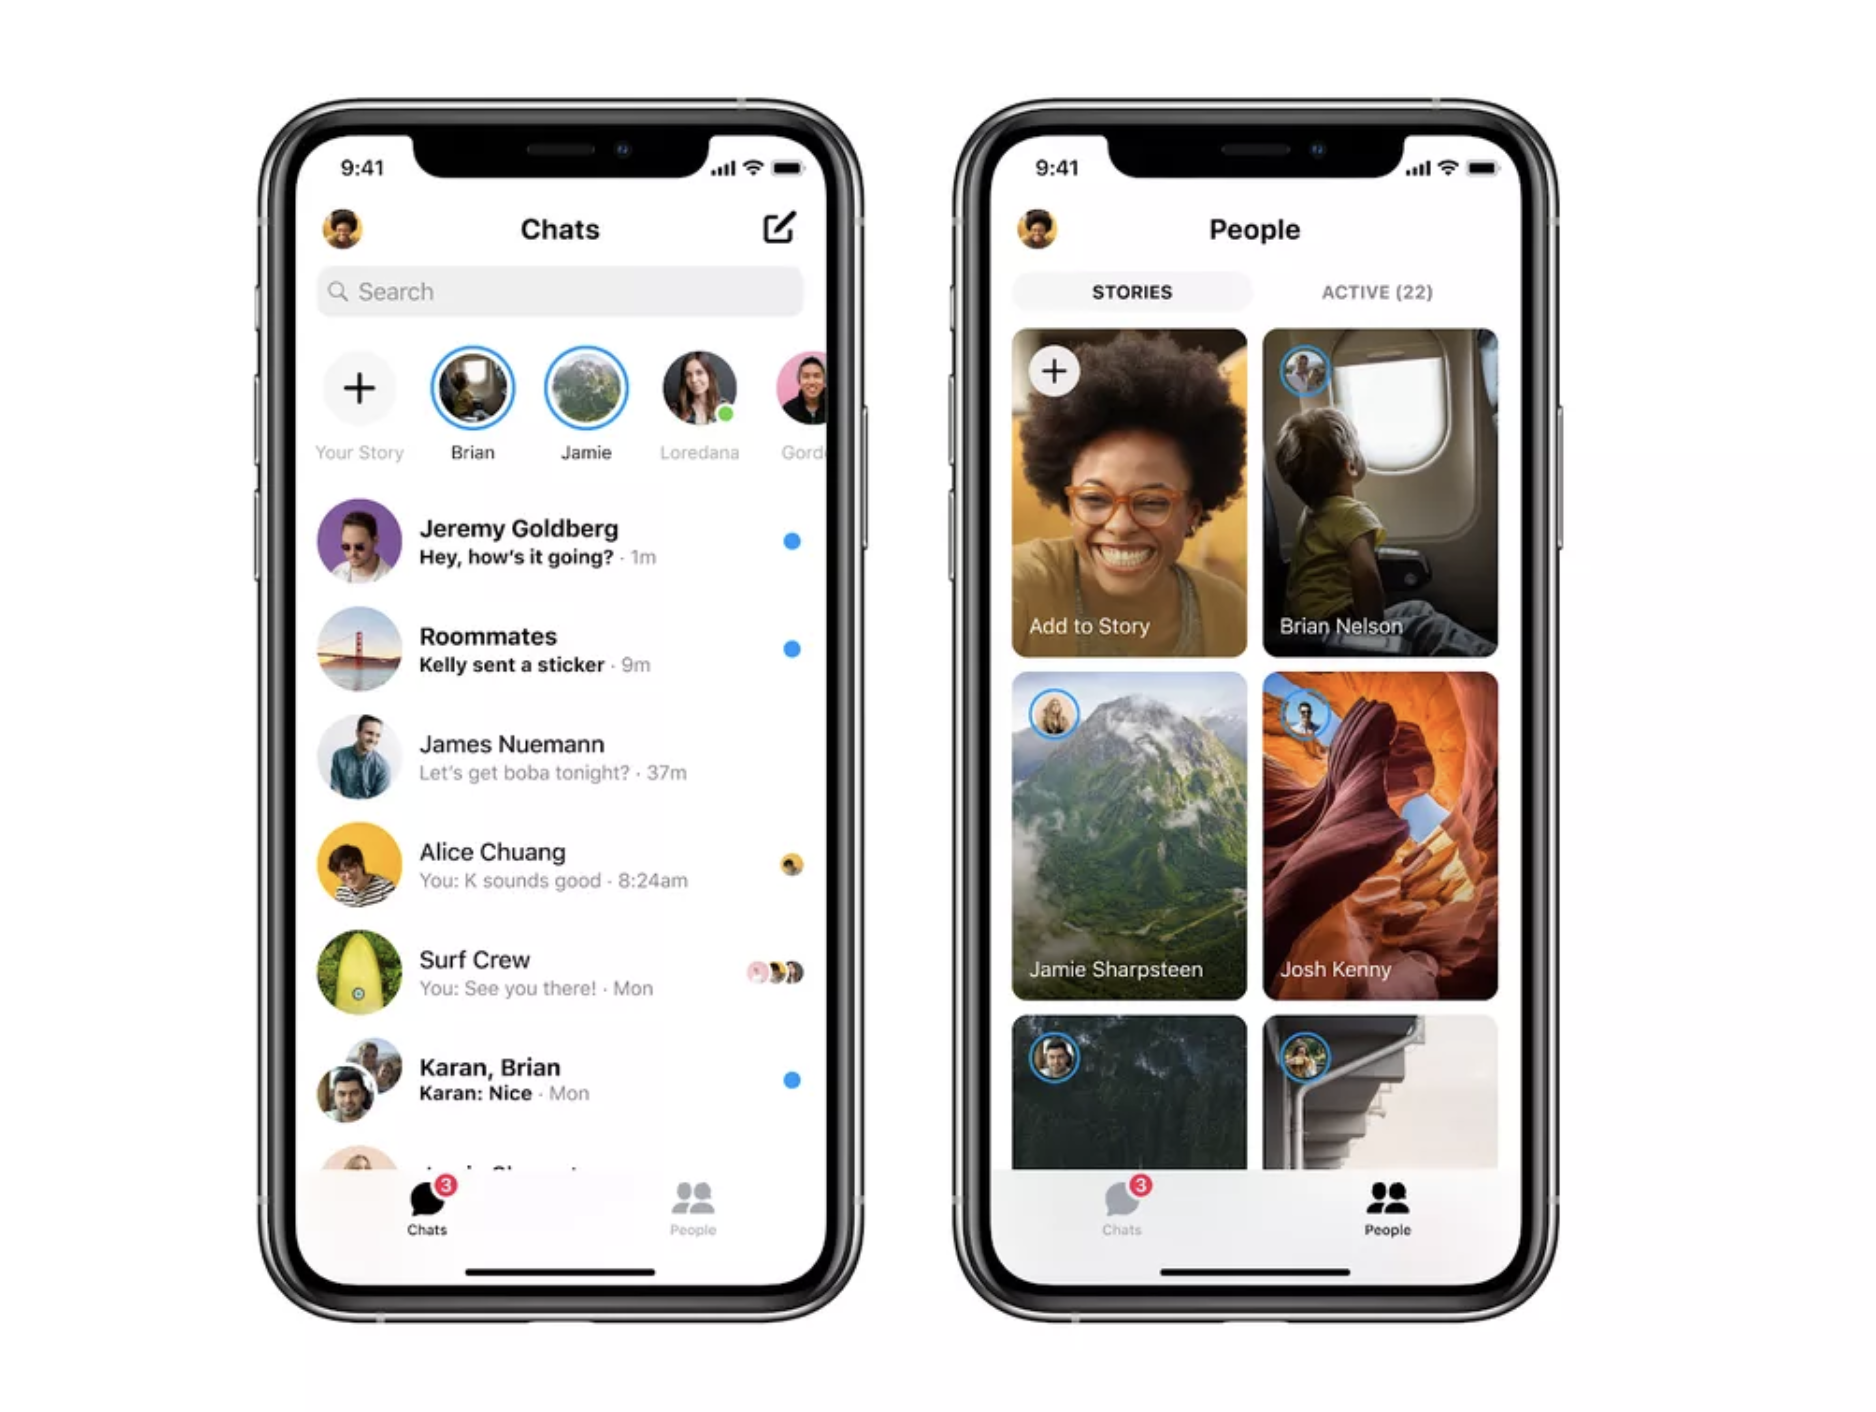 9:41
Chats
Search
Your Story
Brian
Jamie
Loredana
Jeremy Goldberg
Hey, how's it going? · 1m
Roommates
Kelly sent a sticker · 9m
James Nuemann
Let's get boba tonight? · 37m
Alice Chuang
You: K sounds good · 8:24am
Surf Crew
You: See you there! · Mon
Karan, Brian
Karan: Nice · Mon
3
Chats
People
9:41
People
STORIES
ACTIVE (22)
Add to Story
Brian Nelson
Jamie Sharpsteen
Josh Kenny
3
Chats
People